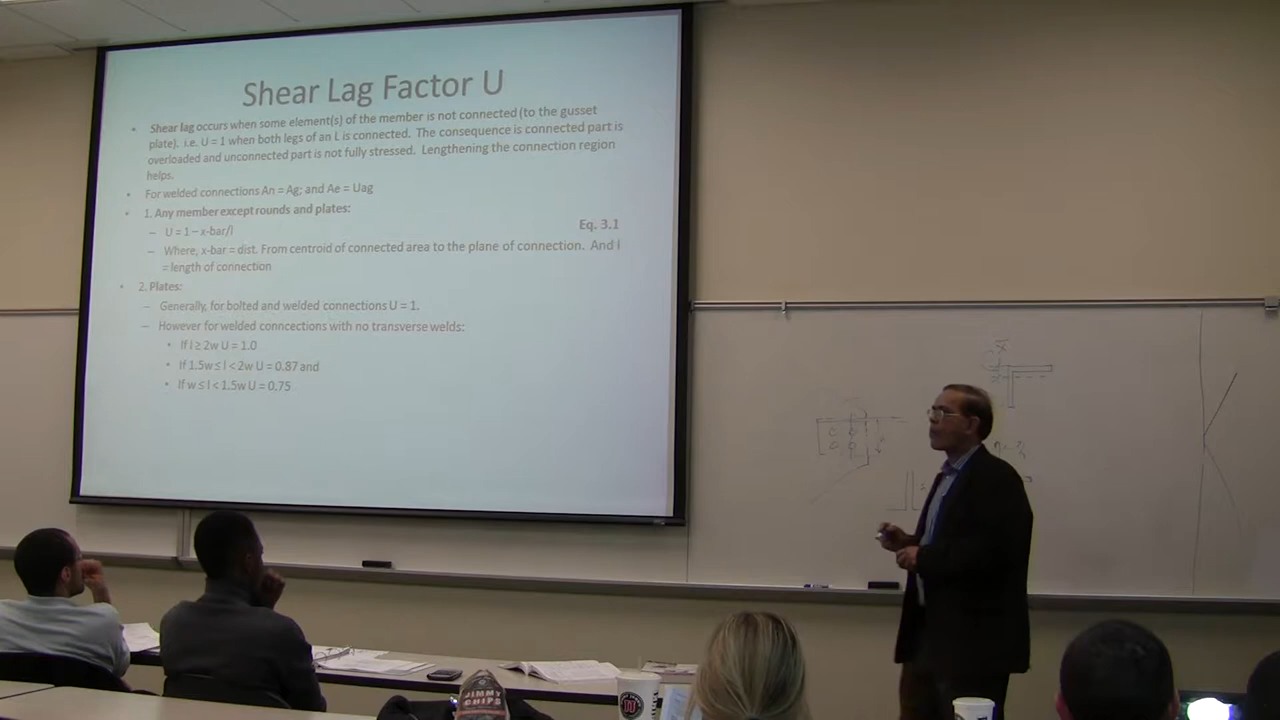 Shear Lag Factor U
• Shear lag occurs when some element(s) of the member is not connected (to the gusset
plate). i.e. U = 1 when both legs of an L is connected. The consequence is connected part is
overloaded and unconnected part is not fully stressed. Lengthening the connection region
helps.
• For welded connections An = Ag; and Ae = Uag
• 1. Any member except rounds and plates:
– U = 1 – x-bar/l
Eq. 3.1
– Where, x-bar = dist. From centroid of connected area to the plane of connection. And l
= length of connection
• 2. Plates:
– Generally, for bolted and welded connections U = 1.
– However for welded conncections with no transverse welds:
• If l ≥ 2w U = 1.0
• If 1.5w ≤ l < 2w U = 0.87 and
• If w ≤ l < 1.5w U = 0.75
JIMMY
CHIPS